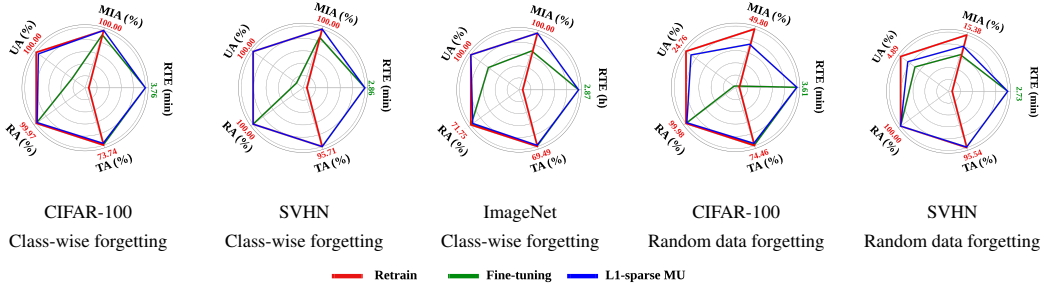 MIA (%)
100.00
UA (%)
100.00
RTE (min)
3.76
RA (%)
99.97
TA (%)
73.74
MIA (%)
100.00
UA (%)
100.00
RTE (min)
2.86
RA (%)
100.00
TA (%)
95.71
MIA (%)
100.00
UA (%)
100.00
RTE (h)
2.87
RA (%)
71.75
TA (%)
69.49
MIA (%)
49.80
UA (%)
24.76
RTE (min)
3.61
RA (%)
99.98
TA (%)
74.46
MIA (%)
15.38
UA (%)
4.89
RTE (min)
2.73
RA (%)
100.00
TA (%)
95.54
CIFAR-100
Class-wise forgetting
SVHN
Class-wise forgetting
ImageNet
Class-wise forgetting
CIFAR-100
Random data forgetting
SVHN
Random data forgetting
Retrain
Fine-tuning
L1-sparse MU